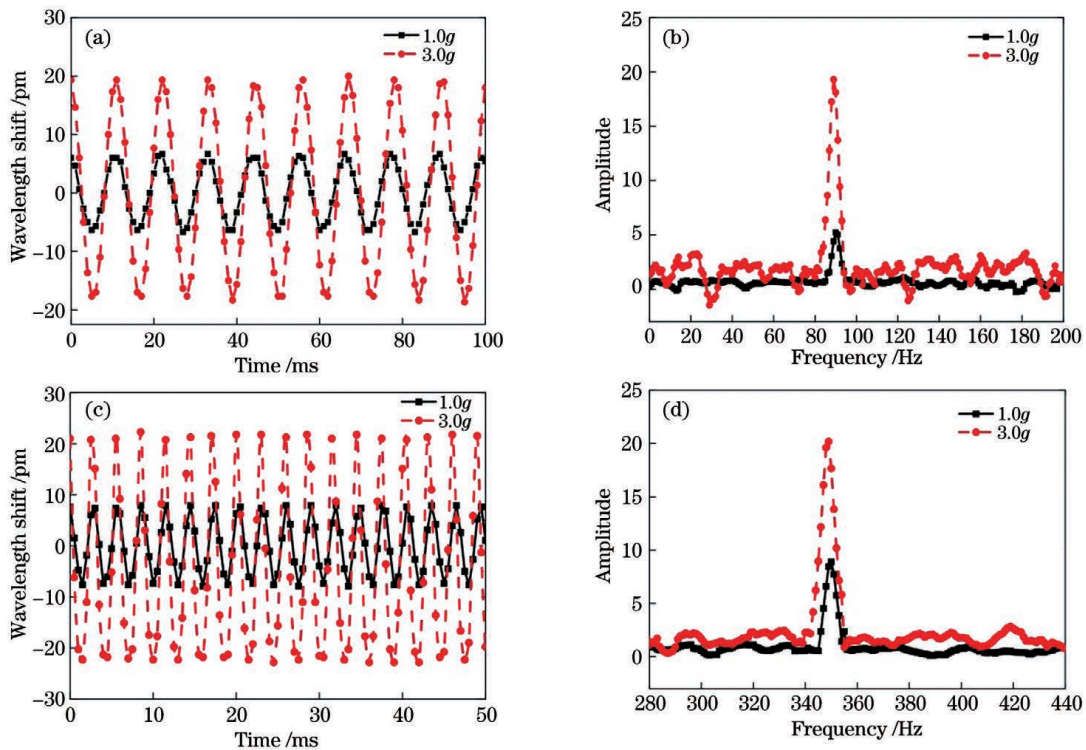 (a)
1.0g
3.0g
Wavelength shift /pm
30
20
10
0
−10
−20
0
20
40
60
80
100
Time /ms
(b)
1.0g
3.0g
Amplitude
25
20
15
10
5
0
0
20
40
60
80
100
120
140
160
180
200
Frequency /Hz
(c)
1.0g
3.0g
Wavelength shift /pm
30
20
10
0
−10
−20
−30
0
10
20
30
40
50
Time /ms
(d)
1.0g
3.0g
Amplitude
25
20
15
10
5
0
280
300
320
340
360
380
400
420
440
Frequency /Hz